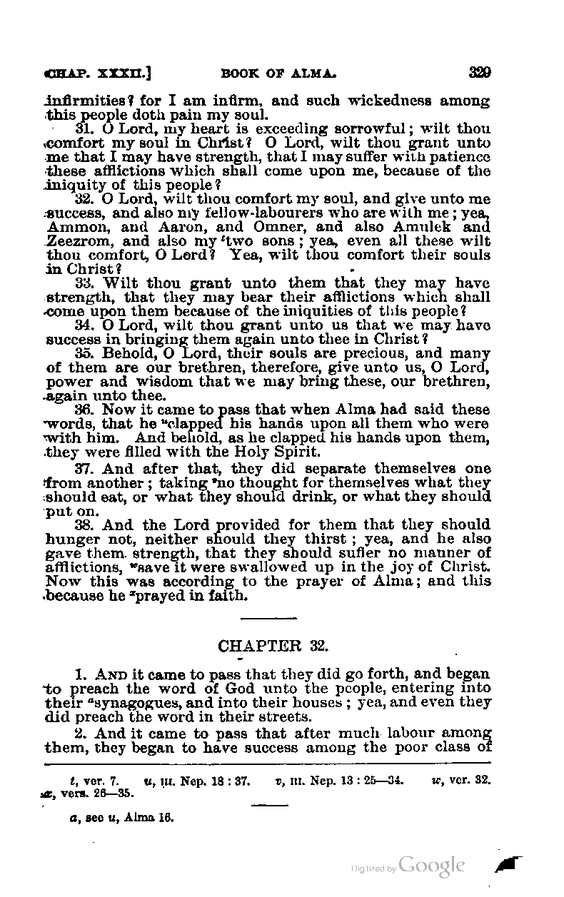 CHAP. XXXII.] BOOK OF ALMA. 329
infirmities? for I am infirm, and such wickedness among
this people doth pain my soul.
31. O Lord, my heart is exceeding sorrowful; wilt thou
comfort my soul in Christ? O Lord, wilt thou grant unto
me that I may have strength, that I may suffer with patience
these afflictions which shall come upon me, because of the
iniquity of this people?
32. O Lord, wilt thou comfort my soul, and give unto me
success, and also my fellow-labourers who are with me; yea,
Ammon, and Aaron, and Omner, and also Amulek and
Zeezrom, and also my ᵗtwo sons; yea, even all these wilt
thou comfort, O Lord? Yea, wilt thou comfort their souls
in Christ?
33. Wilt thou grant unto them that they may have
strength, that they may bear their afflictions which shall
come upon them because of the iniquities of this people?
34. O Lord, wilt thou grant unto us that we may have
success in bringing them again unto thee in Christ?
35. Behold, O Lord, their souls are precious, and many
of them are our brethren, therefore, give unto us, O Lord,
power and wisdom that we may bring these, our brethren,
again unto thee.
36. Now it came to pass that when Alma had said these
words, that he ᵘclapped his hands upon all them who were
with him. And behold, as he clapped his hands upon them,
they were filled with the Holy Spirit.
37. And after that, they did separate themselves one
from another; taking ᵛno thought for themselves what they
should eat, or what they should drink, or what they should
put on.
38. And the Lord provided for them that they should
hunger not, neither should they thirst; yea, and he also
gave them strength, that they should suffer no manner of
afflictions, ʷsave it were swallowed up in the joy of Christ.
Now this was according to the prayer of Alma; and this
because he ˣprayed in faith.
CHAPTER 32.
1. AND it came to pass that they did go forth, and began
to preach the word of God unto the people, entering into
their ᵃsynagogues, and into their houses; yea, and even they
did preach the word in their streets.
2. And it came to pass that after much labour among
them, they began to have success among the poor class of
t, ver. 7. u, III. Nep. 18:37. v, III. Nep. 13:25—34. w, ver. 32.
x, vers. 26—35.
a, see u, Alma 16.
Digitized by Google